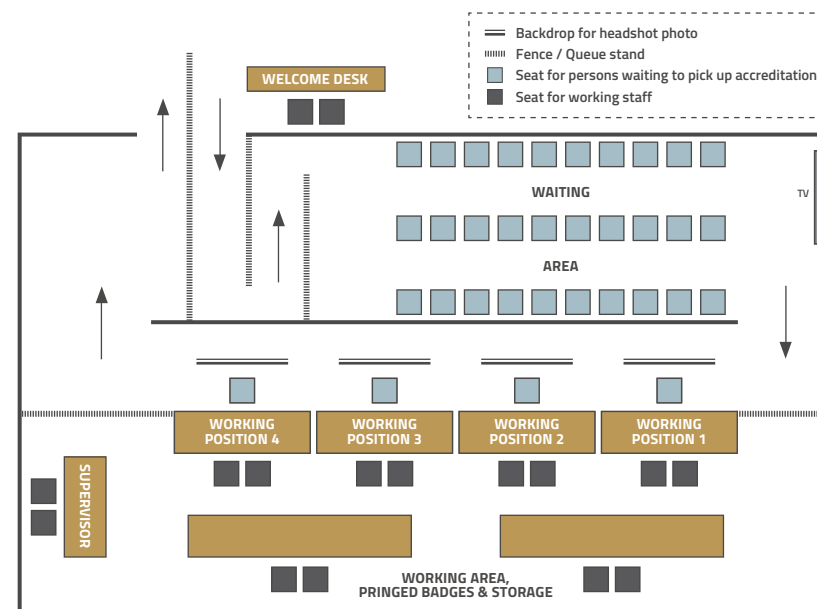 Backdrop for headshot photo
Fence / Queue stand
Seat for persons waiting to pick up accreditation
Seat for working staff
WELCOME DESK
WAITING
TV
AREA
WORKING
POSITION 4
WORKING
POSITION 3
WORKING
POSITION 2
WORKING
POSITION 1
SUPERVISOR
WORKING AREA,
PRINGED BADGES & STORAGE